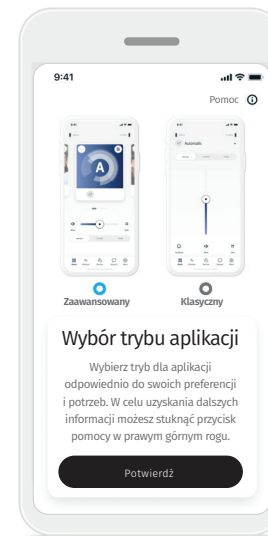 9:41
Pomoc
A
Automatic
Zaawansowany
Klasyczny
Wybór trybu aplikacji
Wybierz tryb dla aplikacji
odpowiednio do swoich preferencji
i potrzeb. W celu uzyskania dalszych
informacji możesz stuknąć przycisk
pomocy w prawym górnym rogu.
Potwierdź